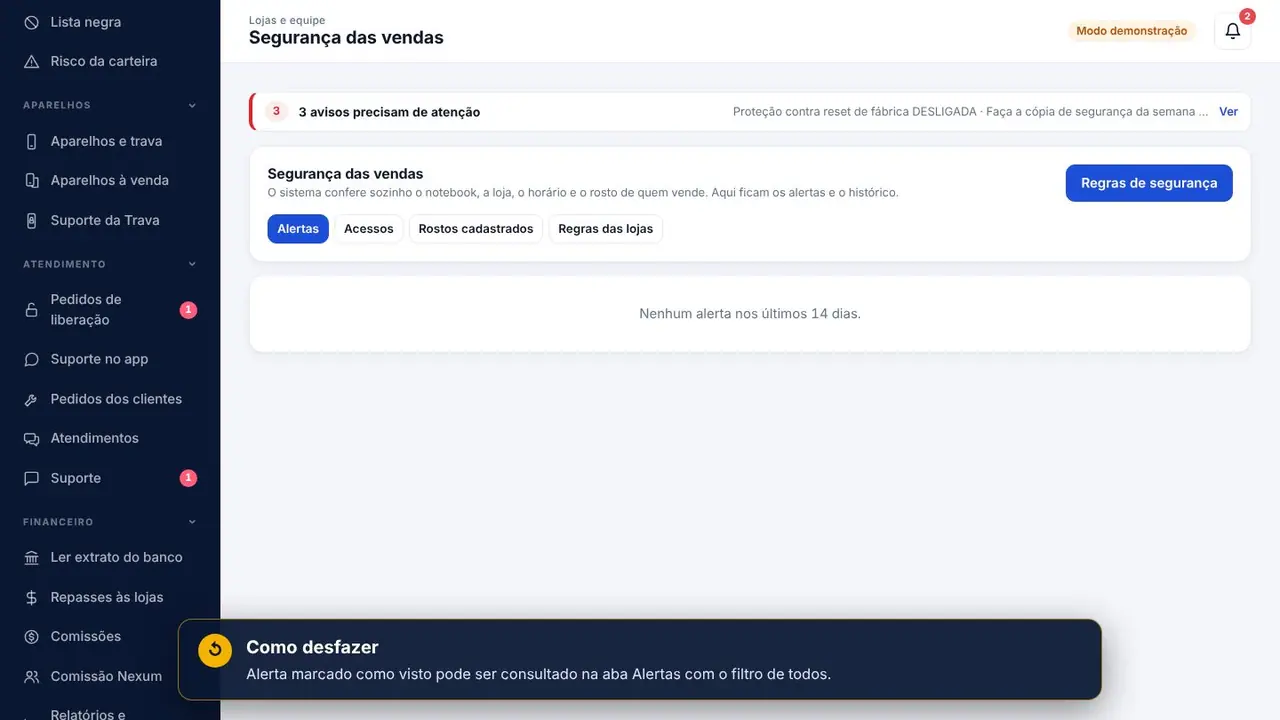 Lista negra
Risco da carteira
APARELHOS
Aparelhos e trava
Aparelhos à venda
Suporte da Trava
ATENDIMENTO
Pedidos de
liberação
1
Suporte no app
Pedidos dos clientes
Atendimentos
Suporte
1
FINANCEIRO
Ler extrato do banco
Repasses às lojas
Comissões
Comissão Nexum
Relatórios e
Lojas e equipe
Segurança das vendas
Modo demonstração
2
3
3 avisos precisam de atenção
Proteção contra reset de fábrica DESLIGADA · Faça a cópia de segurança da semana ...
Ver
Segurança das vendas
O sistema confere sozinho o notebook, a loja, o horário e o rosto de quem vende. Aqui ficam os alertas e o histórico.
Regras de segurança
Alertas
Acessos
Rostos cadastrados
Regras das lojas
Nenhum alerta nos últimos 14 dias.
Como desfazer
Alerta marcado como visto pode ser consultado na aba Alertas com o filtro de todos.